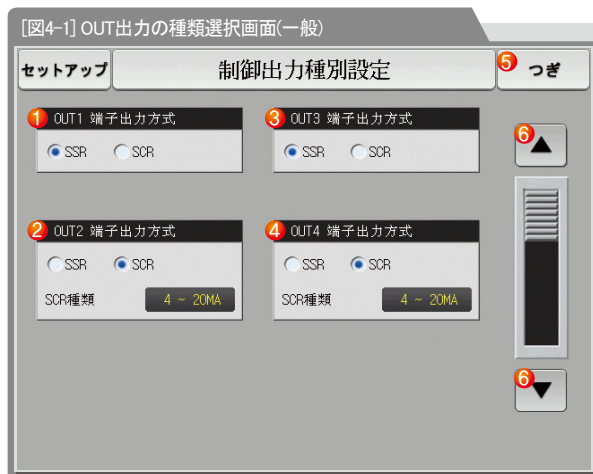 [図4-1] OUT出力の種類選択画面(一般)
セットアップ 制御出力種別設定 5 つぎ
1 OUT1 端子出力方式
SSR SCR
3 OUT3 端子出力方式
SSR SCR
6 ▲
2 OUT2 端子出力方式
SSR SCR
SCR種類 4 ~ 20MA
4 OUT4 端子出力方式
SSR SCR
SCR種類 4 ~ 20MA
6 ▼